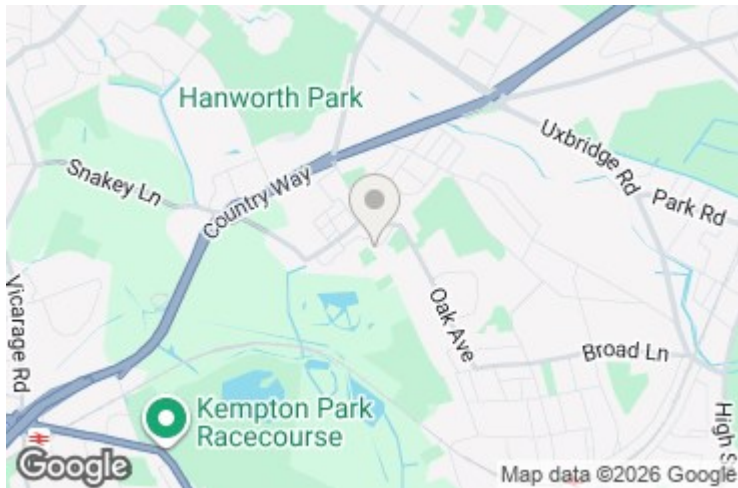 Hanworth Park
Uxbridge Rd
Snakey Ln
Country Way
Park Rd
Vicarage Rd
Oak Ave
Broad Ln
Kempton Park
Racecourse
High S
Google
Map data ©2026 Google